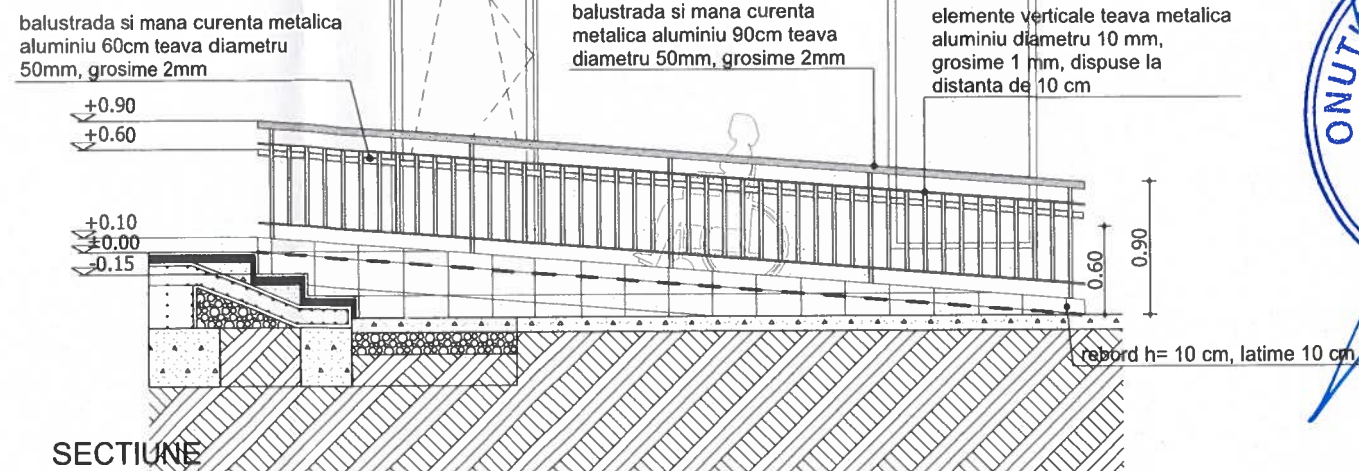 balustrada si mana curenta metalica
aluminiu 60cm teava diametru
50mm, grosime 2mm
balustrada si mana curenta
metalica aluminiu 90cm teava
diametru 50mm, grosime 2mm
elemente verticale teava metalica
aluminiu diametru 10 mm,
grosime 1 mm, dispuse la
distanta de 10 cm
+0.90
+0.60
+0.10
±0.00
-0.15
0.60
0.90
rebord h= 10 cm, latime 10 cm
SECTIUNE